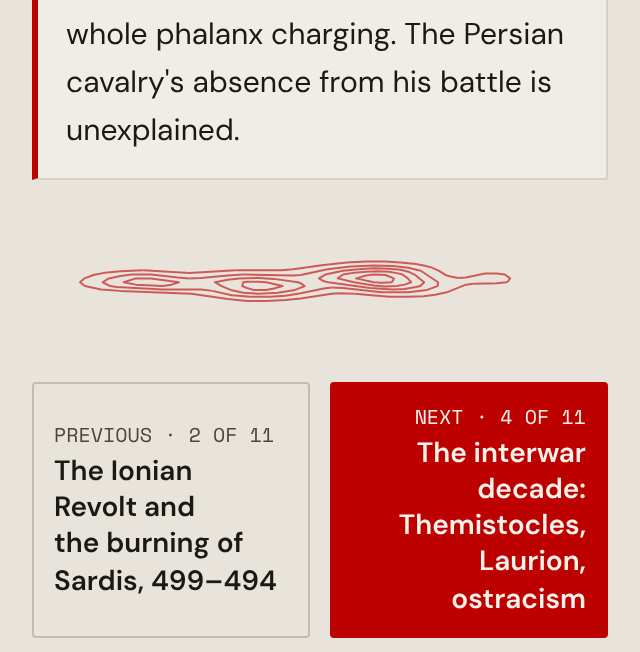 whole phalanx charging. The Persian
cavalry's absence from his battle is
unexplained.
PREVIOUS · 2 OF 11
The Ionian
Revolt and
the burning of
Sardis, 499–494
NEXT · 4 OF 11
The interwar
decade:
Themistocles,
Laurion,
ostracism